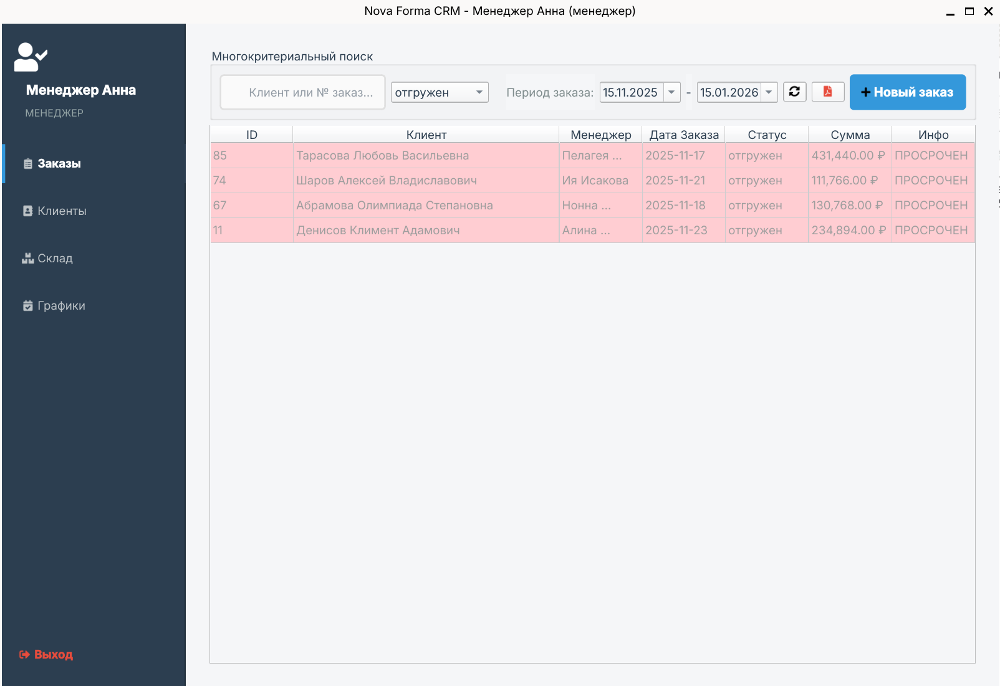 Nova Forma CRM - Менеджер Анна (менеджер)
Менеджер Анна
МЕНЕДЖЕР
Заказы
Клиенты
Склад
Графики
Выход
Многокритериальный поиск
Клиент или № заказ... отгружен Период заказа: 15.11.2025 - 15.01.2026 Новый заказ
ID Клиент Менеджер Дата Заказа Статус Сумма Инфо
85 Тарасова Любовь Васильевна Пелагея ... 2025-11-17 отгружен 431,440.00 ₽ ПРОСРОЧЕН
74 Шаров Алексей Владиславович Ия Исакова 2025-11-21 отгружен 111,766.00 ₽ ПРОСРОЧЕН
67 Абрамова Олимпиада Степановна Нонна ... 2025-11-18 отгружен 130,768.00 ₽ ПРОСРОЧЕН
11 Денисов Климент Адамович Алина ... 2025-11-23 отгружен 234,894.00 ₽ ПРОСРОЧЕН